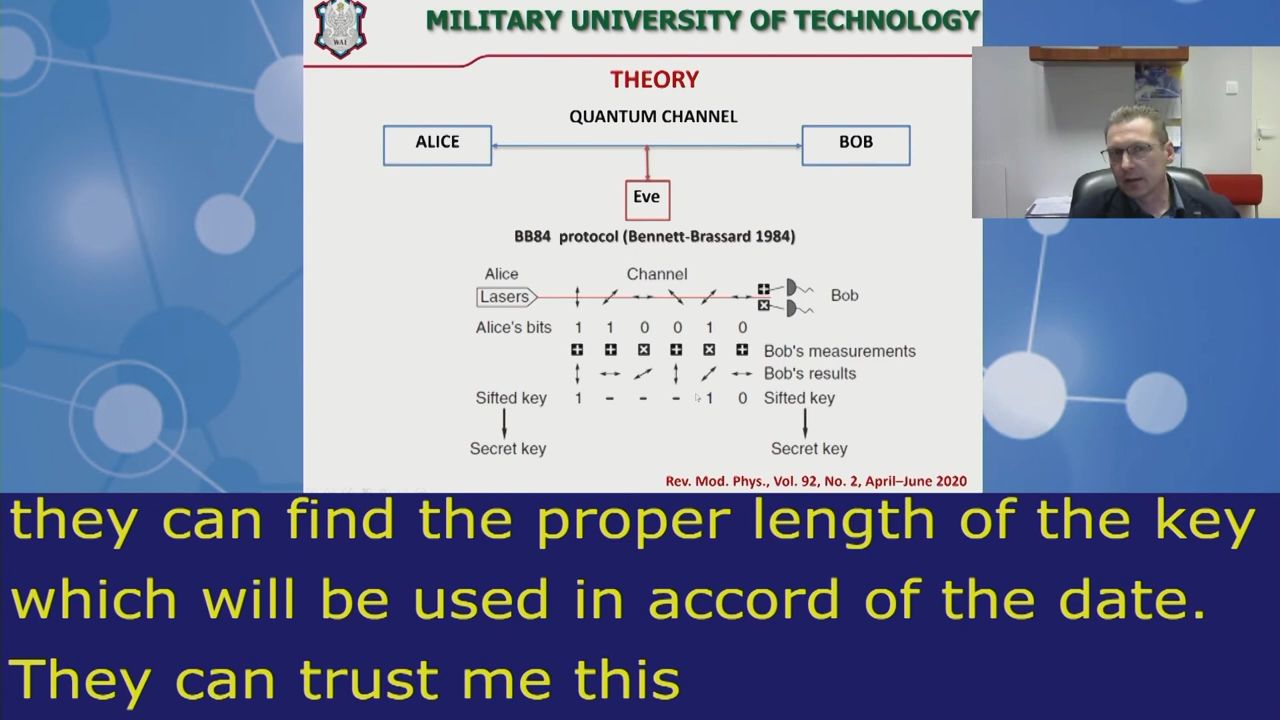 MILITARY UNIVERSITY OF TECHNOLOGY
WAT
THEORY
QUANTUM CHANNEL
ALICE
BOB
Eve
BB84 protocol (Bennett-Brassard 1984)
Alice Channel
Lasers
Bob
Alice's bits 1 1 0 0 1 0
Bob's measurements
Bob's results
Sifted key 1 - - - 1 0 Sifted key
Secret key Secret key
Rev. Mod. Phys., Vol. 92, No. 2, April–June 2020
they can find the proper length of the key
which will be used in accord of the date.
They can trust me this